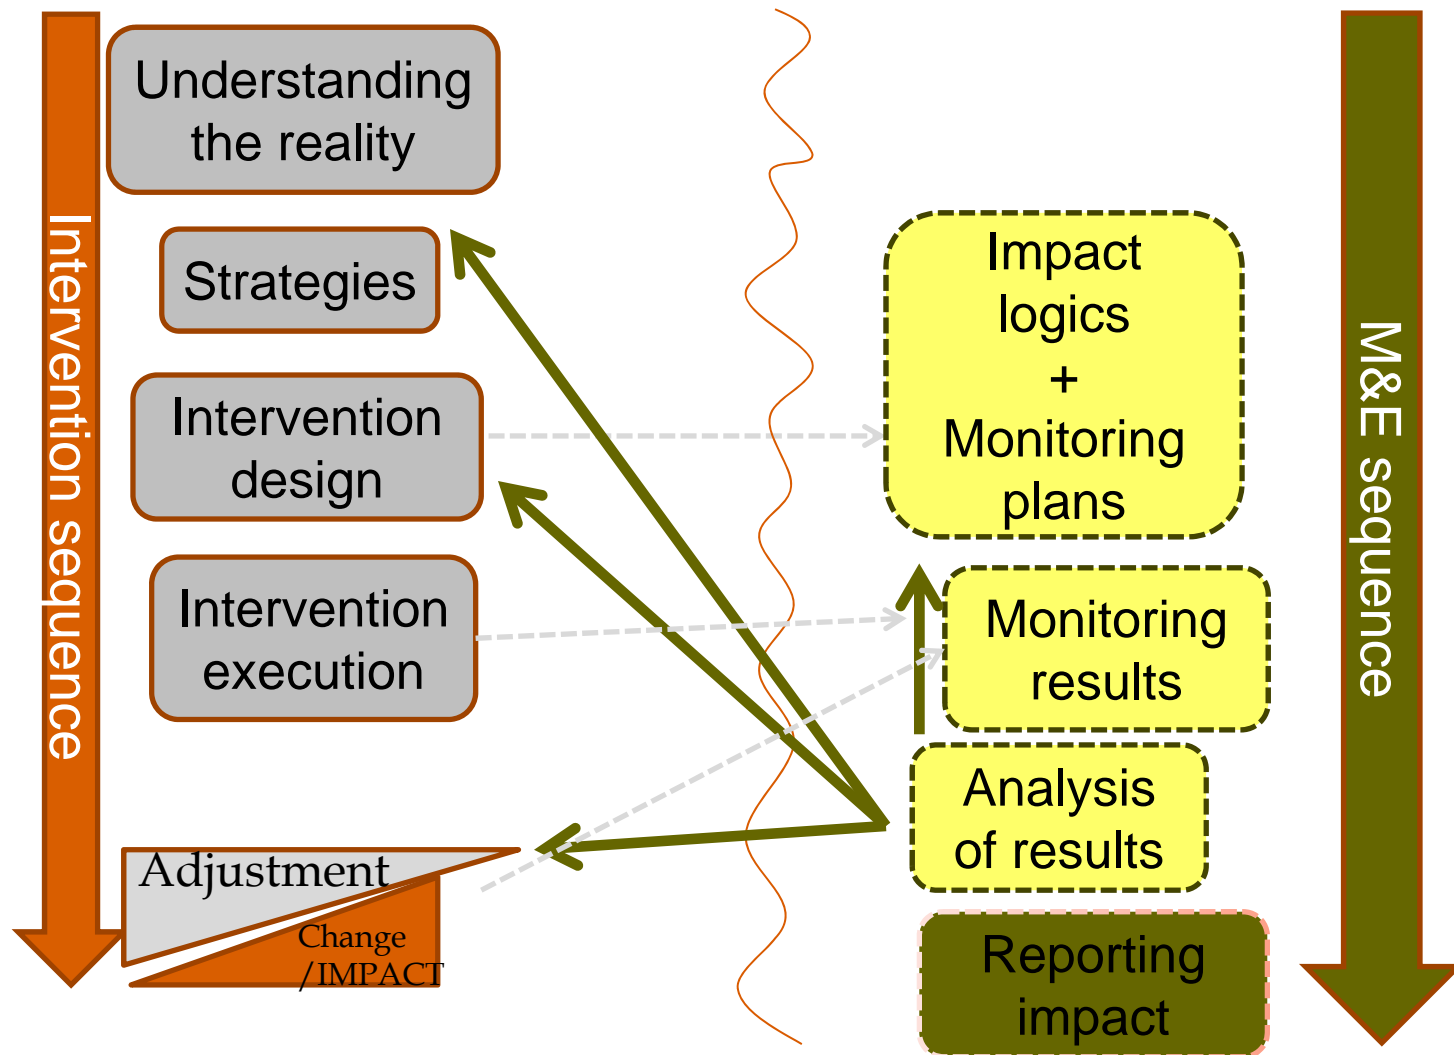 Intervention sequence
Understanding
the reality
Strategies
Intervention
design
Intervention
execution
Adjustment
Change
/IMPACT
Impact
logics
+
Monitoring
plans
Monitoring
results
Analysis
of results
Reporting
impact
M&E sequence